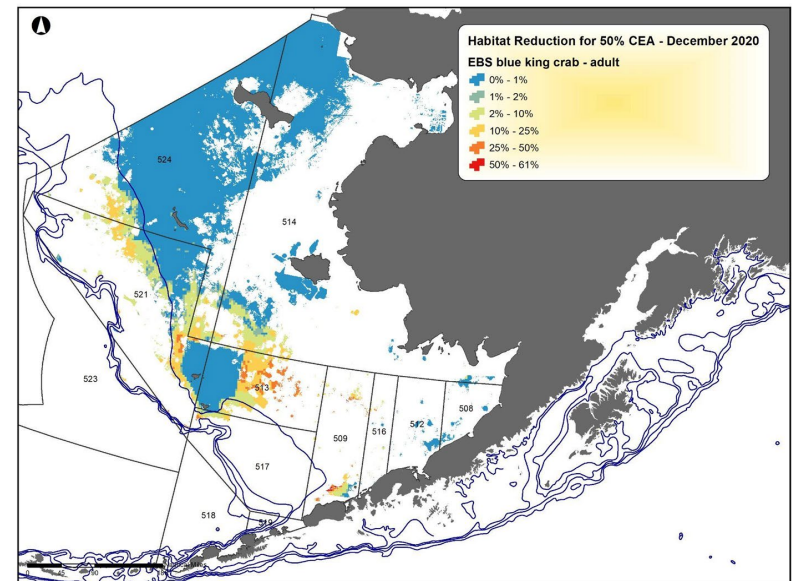 Habitat Reduction for 50% CEA - December 2020
EBS blue king crab - adult
0% - 1%
1% - 2%
2% - 10%
10% - 25%
25% - 50%
50% - 61%
524
514
521
523
513
508
512
516
509
517
518
519